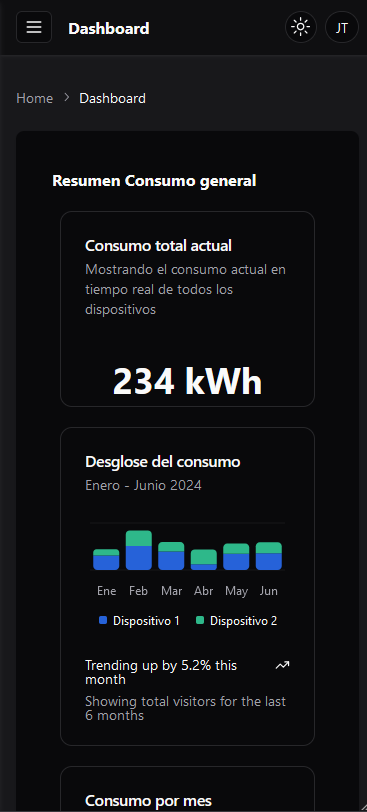 Dashboard
JT
Home > Dashboard
Resumen Consumo general
Consumo total actual
Mostrando el consumo actual en
tiempo real de todos los
dispositivos
234 kWh
Desglose del consumo
Enero - Junio 2024
Ene Feb Mar Abr May Jun
Dispositivo 1 Dispositivo 2
Trending up by 5.2% this
month
Showing total visitors for the last
6 months
Consumo por mes